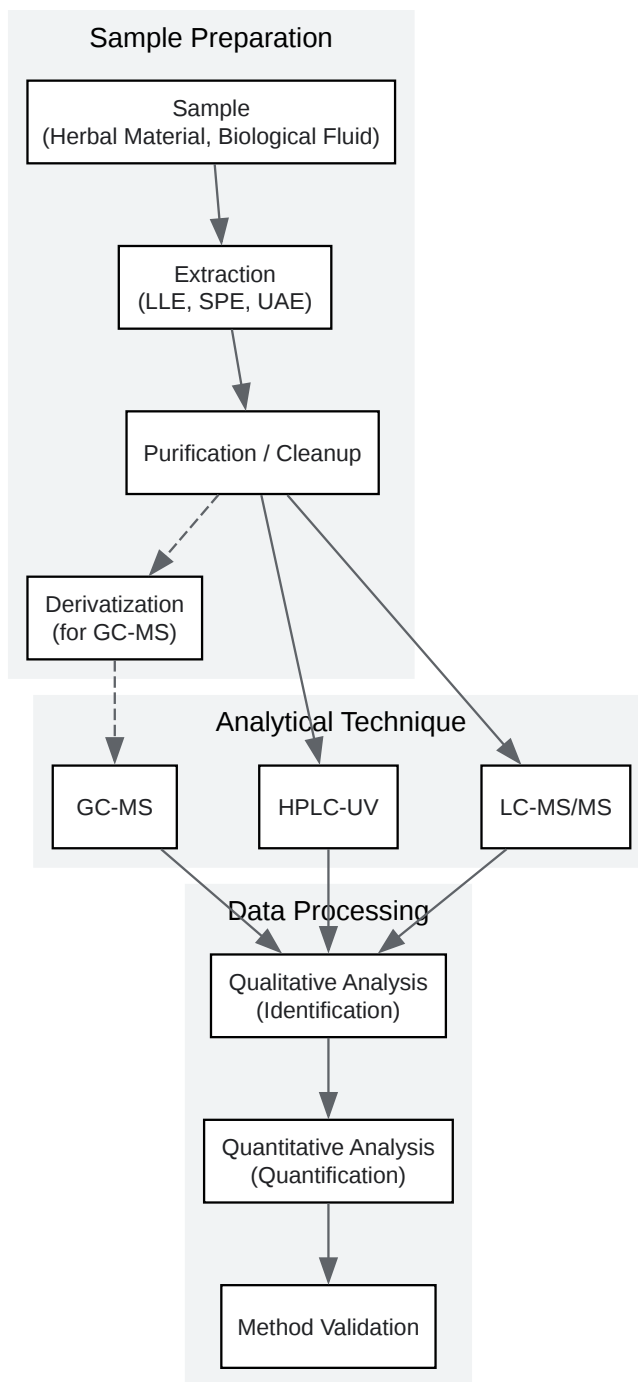 Sample Preparation
Sample
(Herbal Material, Biological Fluid)
Extraction
(LLE, SPE, UAE)
Purification / Cleanup
Derivatization
(for GC-MS)
Analytical Technique
GC-MS
HPLC-UV
LC-MS/MS
Data Processing
Qualitative Analysis
(Identification)
Quantitative Analysis
(Quantification)
Method Validation